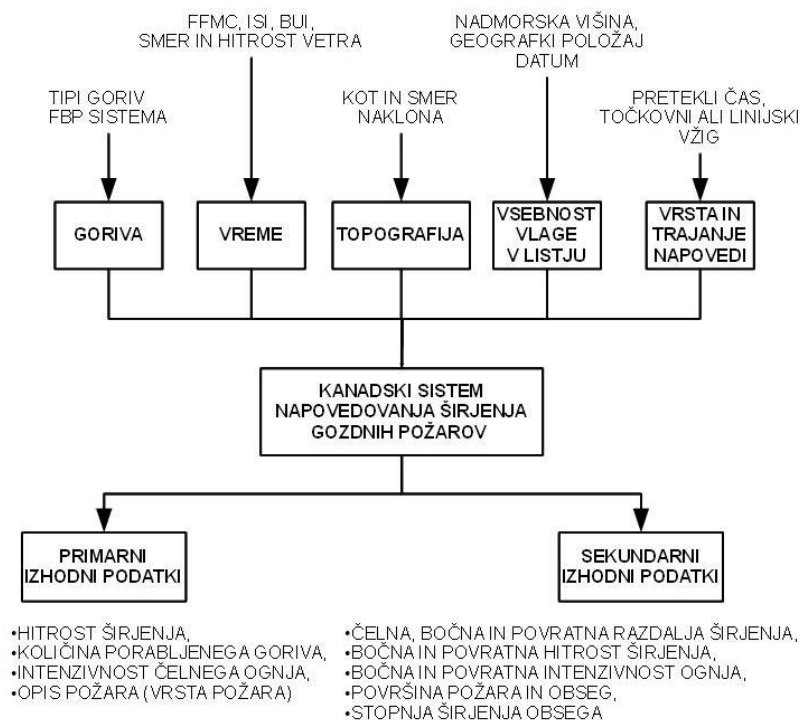 FFMC, ISI, BUI,
SMER IN HITROST VETRA
NADMORSKA VIŠINA,
GEOGRAFKI POLOŽAJ
DATUM
TIPI GORIV
FBP SISTEMA
KOT IN SMER
NAKLONA
PRETEKLI ČAS,
TOČKOVNI ALI LINIJSKI
VŽIG
GORIVA
VREME
TOPOGRAFIJA
VSEBNOST
VLAGE
V LISTJU
VRSTA IN
TRAJANJE
NAPOVEDI
KANADSKI SISTEM
NAPOVEDOVANJA ŠIRJENJA
GOZDNIH POŽAROV
PRIMARNI
IZHODNI PODATKI
SEKUNDARNI
IZHODNI PODATKI
•HITROST ŠIRJENJA,
•KOLIČINA PORABLJENEGA GORIVA,
•INTENZIVNOST ČELNEGA OGNJA,
•OPIS POŽARA (VRSTA POŽARA)
•ČELNA, BOČNA IN POVRATNA RAZDALJA ŠIRJENJA,
•BOČNA IN POVRATNA HITROST ŠIRJENJA,
•BOČNA IN POVRATNA INTENZIVNOST OGNJA,
•POVRŠINA POŽARA IN OBSEG,
•STOPNJA ŠIRJENJA OBSEGA